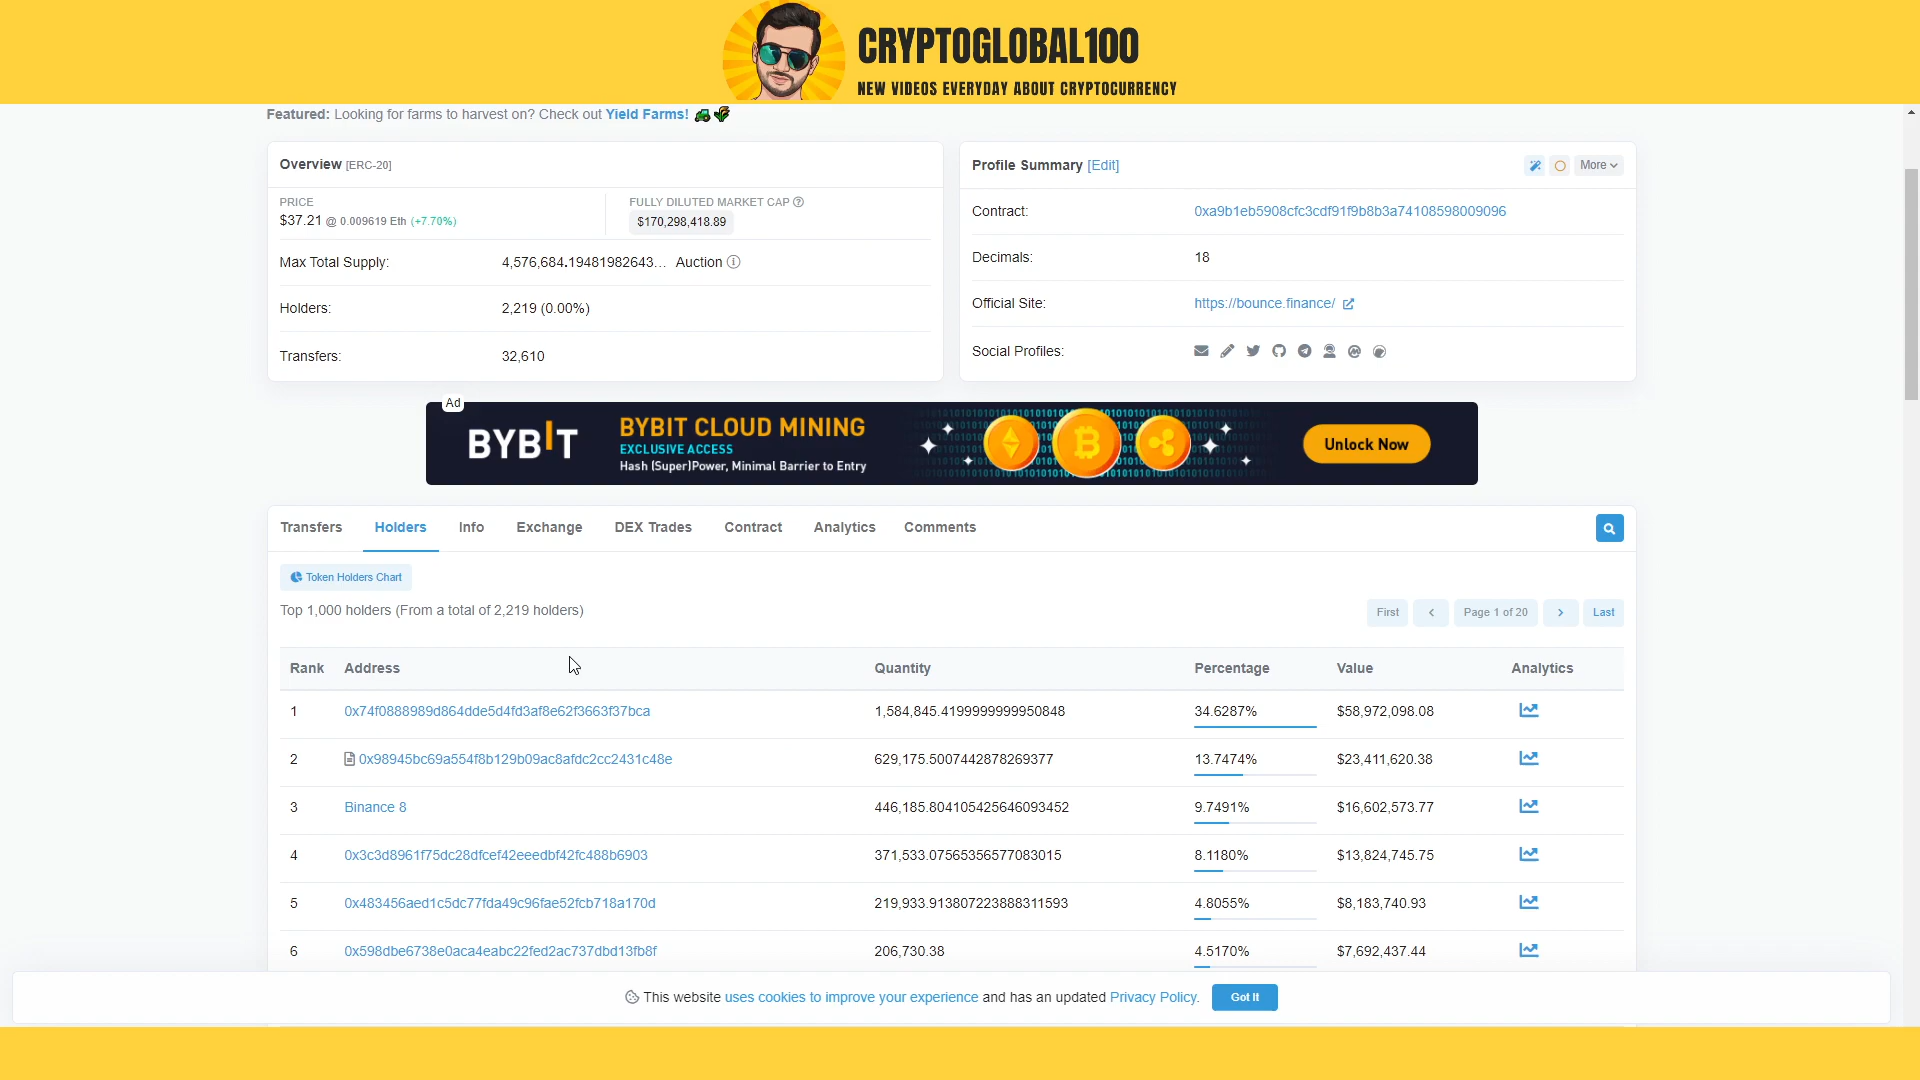 CRYPTOGLOBAL100
NEW VIDEOS EVERYDAY ABOUT CRYPTOCURRENCY
Featured: Looking for farms to harvest on? Check out Yield Farms!
Overview [ERC-20]
PRICE
$37.21 @ 0.009619 Eth (+7.70%)
FULLY DILUTED MARKET CAP
$170,298,418.89
Max Total Supply: 4,576,684.19481982643... Auction
Holders: 2,219 (0.00%)
Transfers: 32,610
Profile Summary [Edit]
More
Contract: 0xa9b1eb5908cfc3cdf91f9b8b3a74108598009096
Decimals: 18
Official Site: https://bounce.finance/
Social Profiles:
Ad
BYBIT
BYBIT CLOUD MINING
EXCLUSIVE ACCESS
Hash (Super)Power, Minimal Barrier to Entry
Unlock Now
Transfers Holders Info Exchange DEX Trades Contract Analytics Comments
Token Holders Chart
Top 1,000 holders (From a total of 2,219 holders)
First Page 1 of 20 Last
Rank Address Quantity Percentage Value Analytics
1 0x74f0888989d864dde5d4fd3af8e62f3663f37bca 1,584,845.4199999999950848 34.6287% $58,972,098.08
2 0x98945bc69a554f8b129b09ac8afdc2cc2431c48e 629,175.5007442878269377 13.7474% $23,411,620.38
3 Binance 8 446,185.804105425646093452 9.7491% $16,602,573.77
4 0x3c3d8961f75dc28dfcef42eeedbf42fc488b6903 371,533.07565356577083015 8.1180% $13,824,745.75
5 0x483456aed1c5dc77fda49c96fae52fcb718a170d 219,933.913807223888311593 4.8055% $8,183,740.93
6 0x598dbe6738e0aca4eabc22fed2ac737dbd13fb8f 206,730.38 4.5170% $7,692,437.44
This website uses cookies to improve your experience and has an updated Privacy Policy. Got It